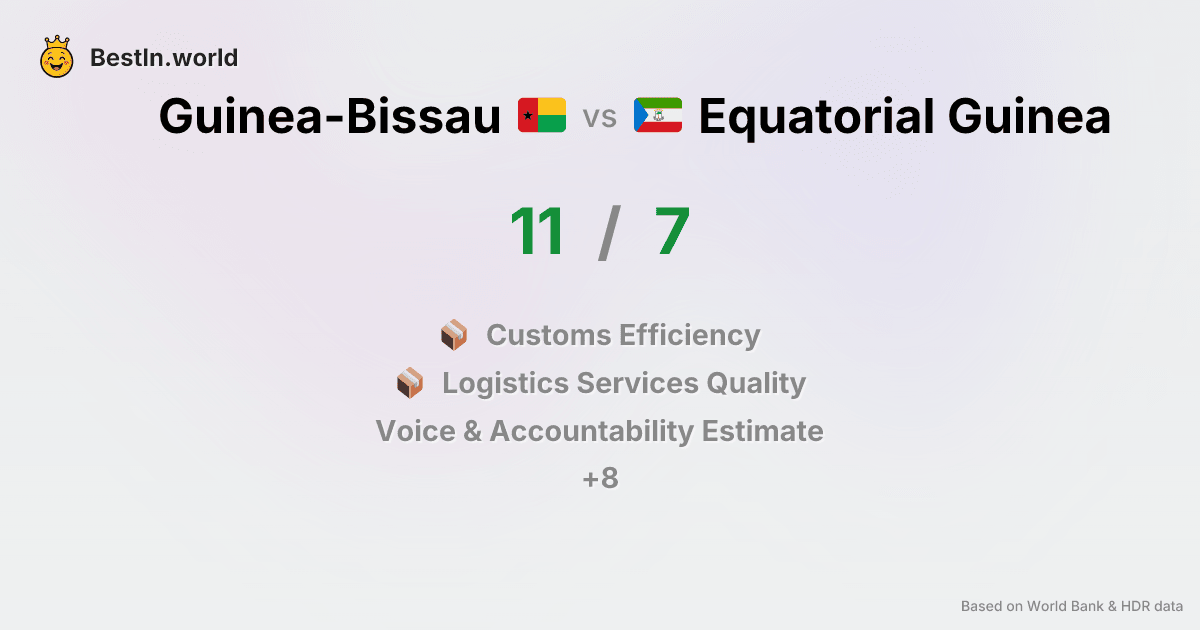 BestIn.world
Guinea-Bissau vs Equatorial Guinea
11 / 7
Customs Efficiency
Logistics Services Quality
Voice & Accountability Estimate
+8
Based on World Bank & HDR data